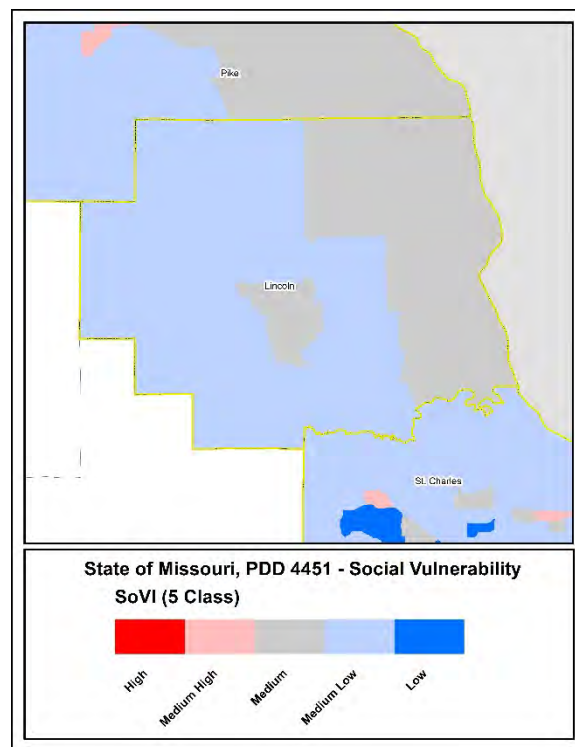 Pike
Lincoln
St. Charles
State of Missouri, PDD 4451 - Social Vulnerability
SoVI (5 Class)
High
Medium High
Medium
Medium Low
Low